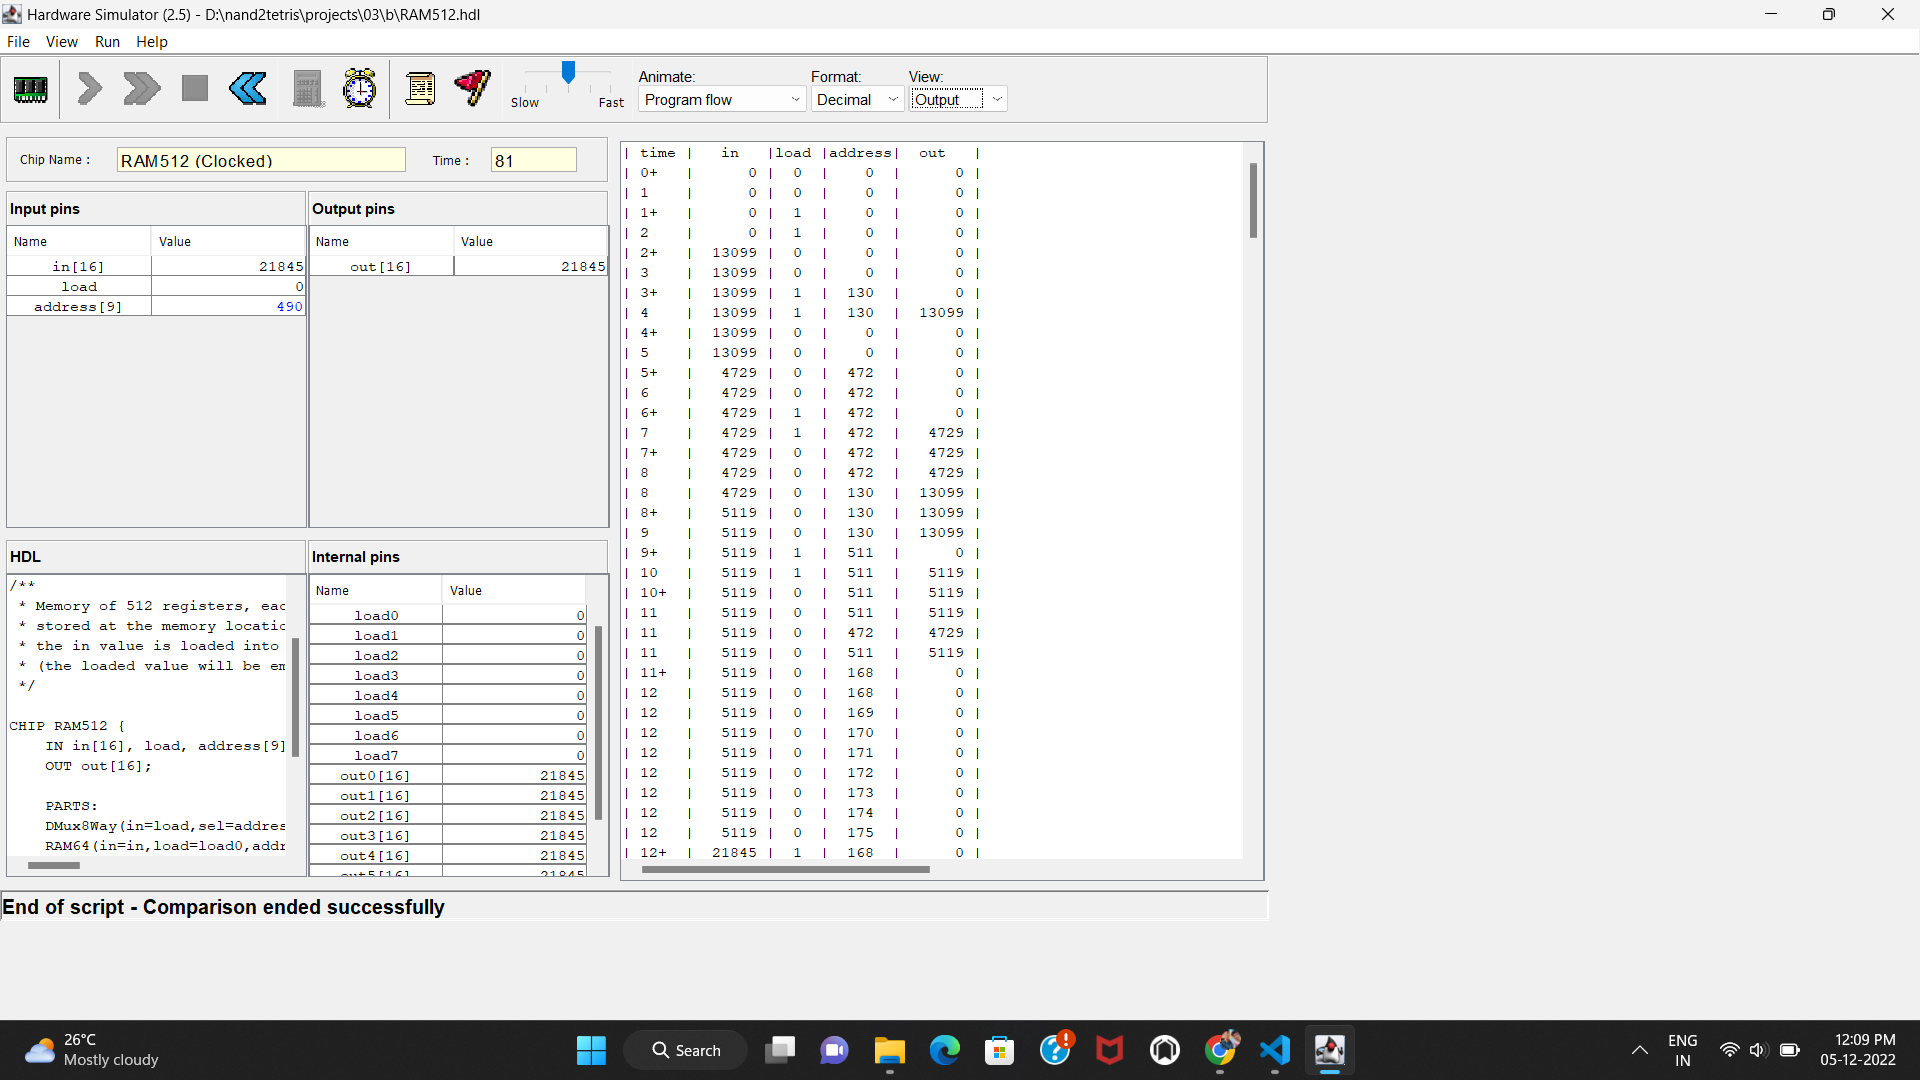 Hardware Simulator (2.5) - D:\nand2tetris\projects\03\b\RAM512.hdl
File View Run Help
Slow Fast
Animate:
Program flow
Format:
Decimal
View:
Output
Chip Name : RAM512 (Clocked) Time : 81
Input pins
Name Value
in[16] 21845
load 0
address[9] 490
Output pins
Name Value
out[16] 21845
HDL
/**
* Memory of 512 registers, eac
* stored at the memory locatio
* the in value is loaded into
* (the loaded value will be em
*/
CHIP RAM512 {
IN in[16], load, address[9]
OUT out[16];
PARTS:
DMux8Way(in=load,sel=addres
RAM64(in=in,load=load0,addr
Internal pins
Name Value
load0 0
load1 0
load2 0
load3 0
load4 0
load5 0
load6 0
load7 0
out0[16] 21845
out1[16] 21845
out2[16] 21845
out3[16] 21845
out4[16] 21845
out5[16] 21845
| time | in |load |address| out |
| 0+ | 0 | 0 | 0 | 0 |
| 1 | 0 | 0 | 0 | 0 |
| 1+ | 0 | 1 | 0 | 0 |
| 2 | 0 | 1 | 0 | 0 |
| 2+ | 13099 | 0 | 0 | 0 |
| 3 | 13099 | 0 | 0 | 0 |
| 3+ | 13099 | 1 | 130 | 0 |
| 4 | 13099 | 1 | 130 | 13099 |
| 4+ | 13099 | 0 | 0 | 0 |
| 5 | 13099 | 0 | 0 | 0 |
| 5+ | 4729 | 0 | 472 | 0 |
| 6 | 4729 | 0 | 472 | 0 |
| 6+ | 4729 | 1 | 472 | 0 |
| 7 | 4729 | 1 | 472 | 4729 |
| 7+ | 4729 | 0 | 472 | 4729 |
| 8 | 4729 | 0 | 472 | 4729 |
| 8 | 4729 | 0 | 130 | 13099 |
| 8+ | 5119 | 0 | 130 | 13099 |
| 9 | 5119 | 0 | 130 | 13099 |
| 9+ | 5119 | 1 | 511 | 0 |
| 10 | 5119 | 1 | 511 | 5119 |
| 10+ | 5119 | 0 | 511 | 5119 |
| 11 | 5119 | 0 | 511 | 5119 |
| 11 | 5119 | 0 | 472 | 4729 |
| 11 | 5119 | 0 | 511 | 5119 |
| 11+ | 5119 | 0 | 168 | 0 |
| 12 | 5119 | 0 | 168 | 0 |
| 12 | 5119 | 0 | 169 | 0 |
| 12 | 5119 | 0 | 170 | 0 |
| 12 | 5119 | 0 | 171 | 0 |
| 12 | 5119 | 0 | 172 | 0 |
| 12 | 5119 | 0 | 173 | 0 |
| 12 | 5119 | 0 | 174 | 0 |
| 12 | 5119 | 0 | 175 | 0 |
| 12+ | 21845 | 1 | 168 | 0 |
End of script - Comparison ended successfully
26°C
Mostly cloudy
Search
ENG
IN
12:09 PM
05-12-2022